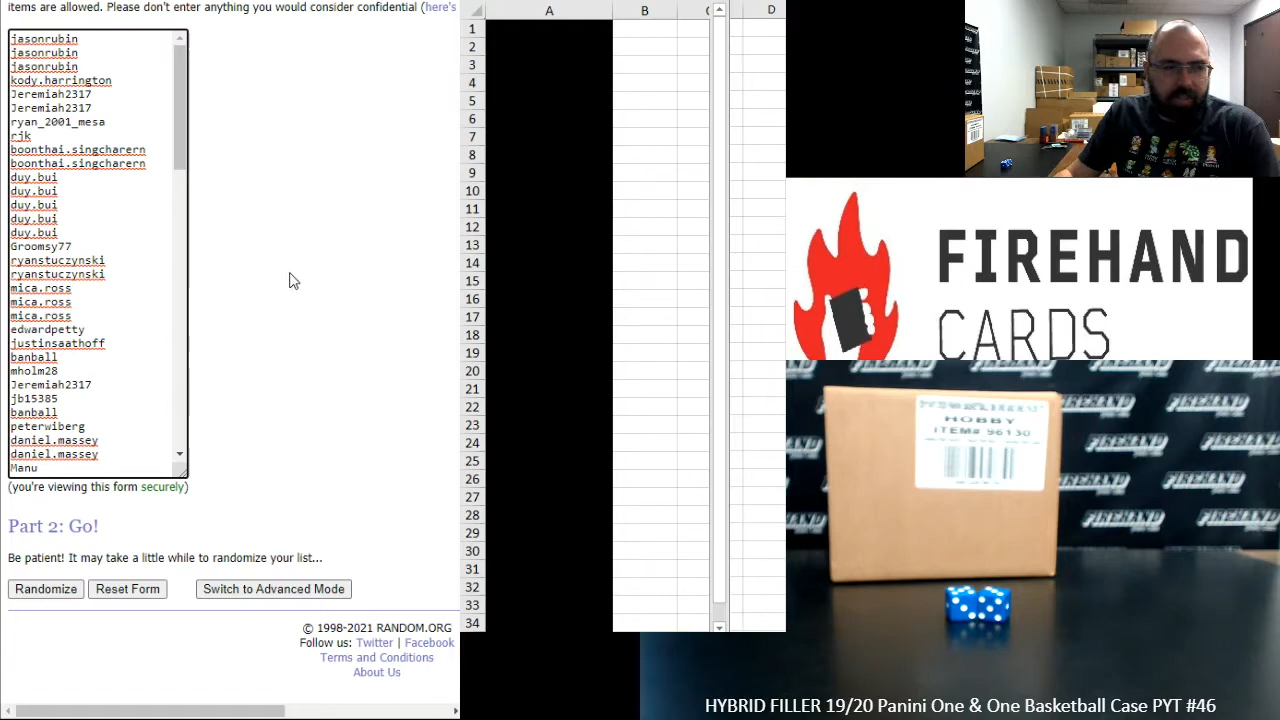 items are allowed. Please don't enter anything you would consider confidential (here's
jasonrubin
jasonrubin
jasonrubin
kody.harrington
Jeremiah2317
Jeremiah2317
ryan_2001_mesa
rjk
boonthai.singcharern
boonthai.singcharern
duy.bui
duy.bui
duy.bui
duy.bui
duy.bui
Groomsy77
ryanstuczynski
ryanstuczynski
mica.ross
mica.ross
mica.ross
edwardpetty
justinsaathoff
banball
mholm28
Jeremiah2317
jb15385
banball
peterwiberg
daniel.massey
daniel.massey
Manu
(you're viewing this form securely)
Part 2: Go!
Be patient! It may take a little while to randomize your list...
Randomize
Reset Form
Switch to Advanced Mode
© 1998-2021 RANDOM.ORG
Follow us: Twitter | Facebook
Terms and Conditions
About Us
A B D
1
2
3
4
5
6
7
8
9
10
11
12
13
14
15
16
17
18
19
20
21
22
23
24
25
26
27
28
29
30
31
32
33
34
FIREHAND
CARDS
HOBBY
ITEM# 96130
FIREHAND
FIREHAND
FIREHAND
FIREHAND
HYBRID FILLER 19/20 Panini One & One Basketball Case PYT #46